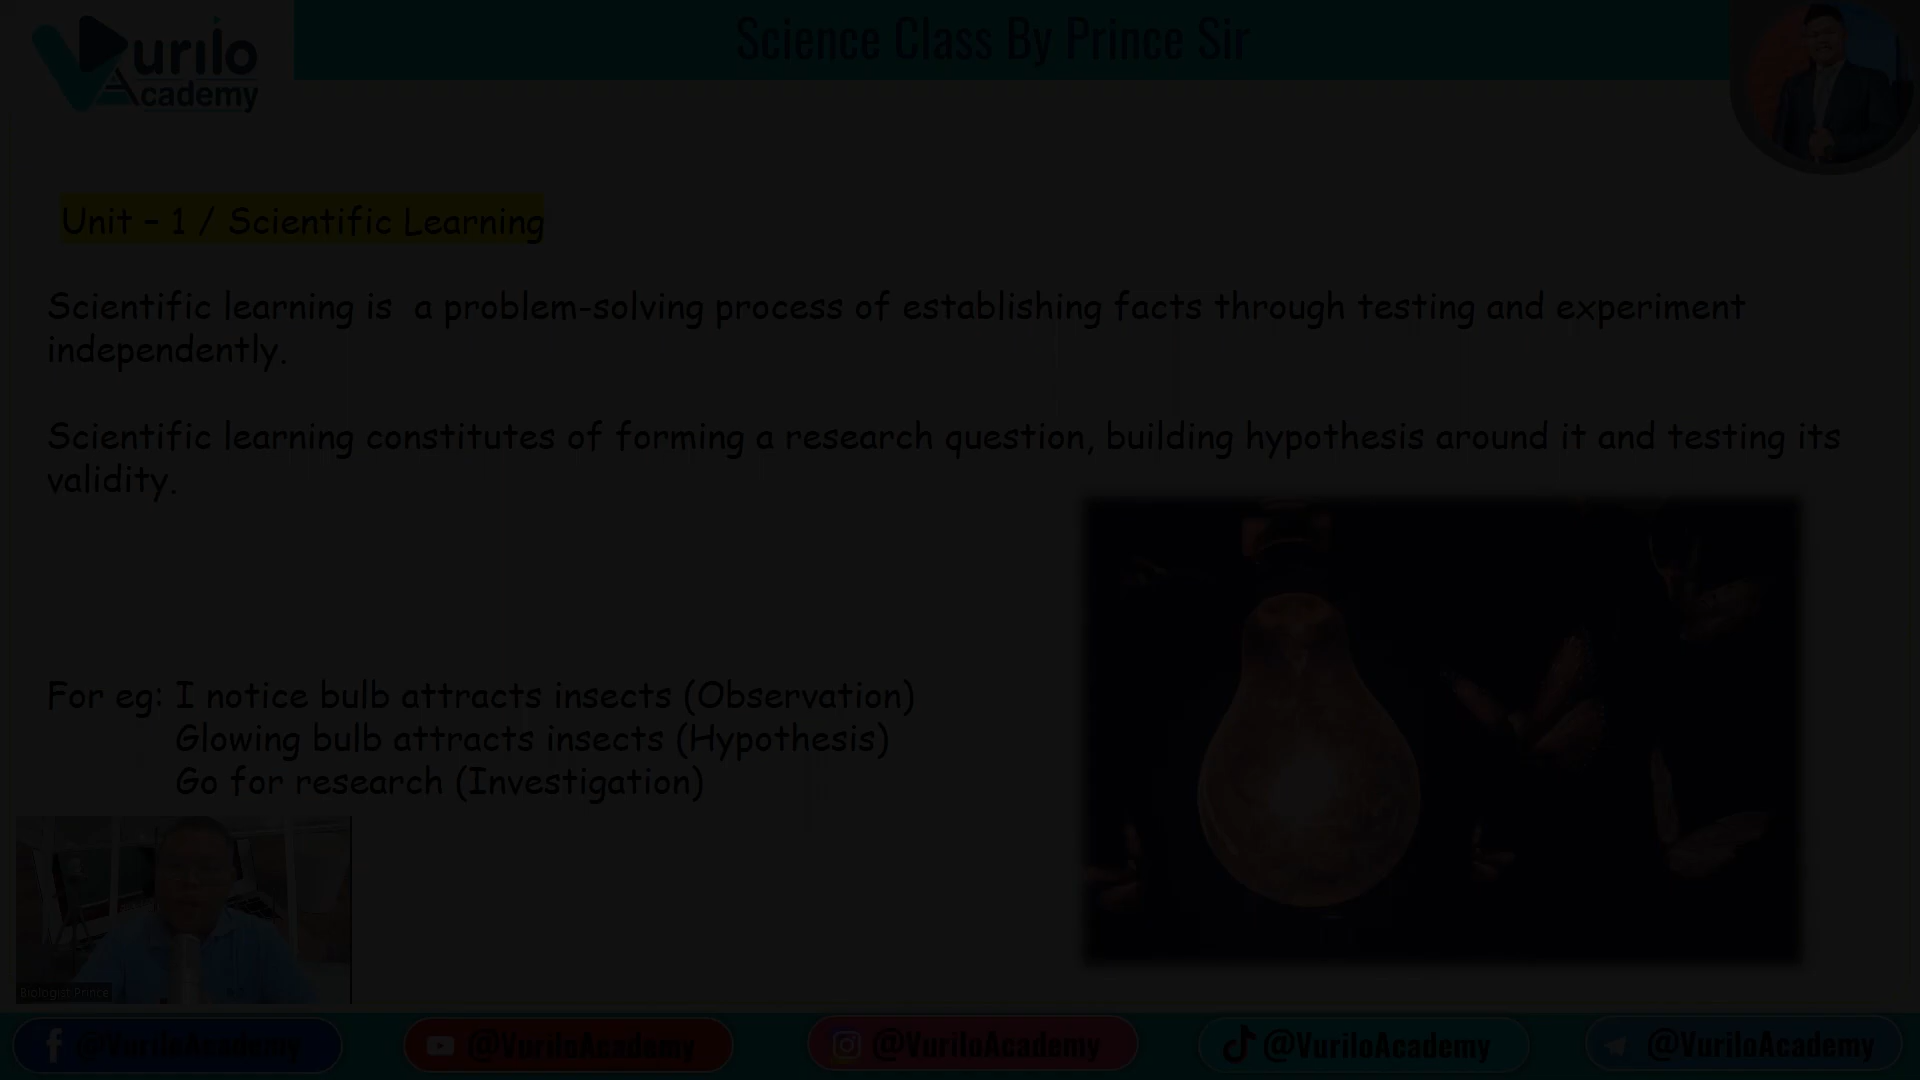 Vurilo
Academy
Science Class By Prince Sir
Unit – 1 / Scientific Learning
Scientific learning is a problem-solving process of establishing facts through testing and experiment
independently.
Scientific learning constitutes of forming a research question, building hypothesis around it and testing its
validity.
For eg: I notice bulb attracts insects (Observation)
Glowing bulb attracts insects (Hypothesis)
Go for research (Investigation)
Biologist Prince
@VuriloAcademy
@VuriloAcademy
@VuriloAcademy
@VuriloAcademy
@VuriloAcademy